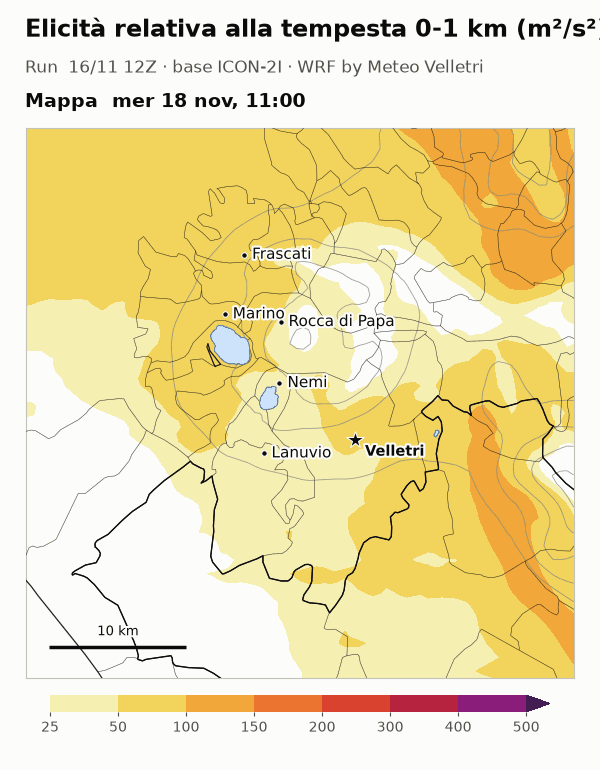 Elicità relativa alla tempesta 0-1 km (m²/s²)
Run  16/11 12Z · base ICON-2I · WRF by Meteo Velletri
Mappa  mer 18 nov, 11:00
Frascati
Marino
Rocca di Papa
Nemi
Velletri
Lanuvio
10 km
25 50 100 150 200 300 400 500